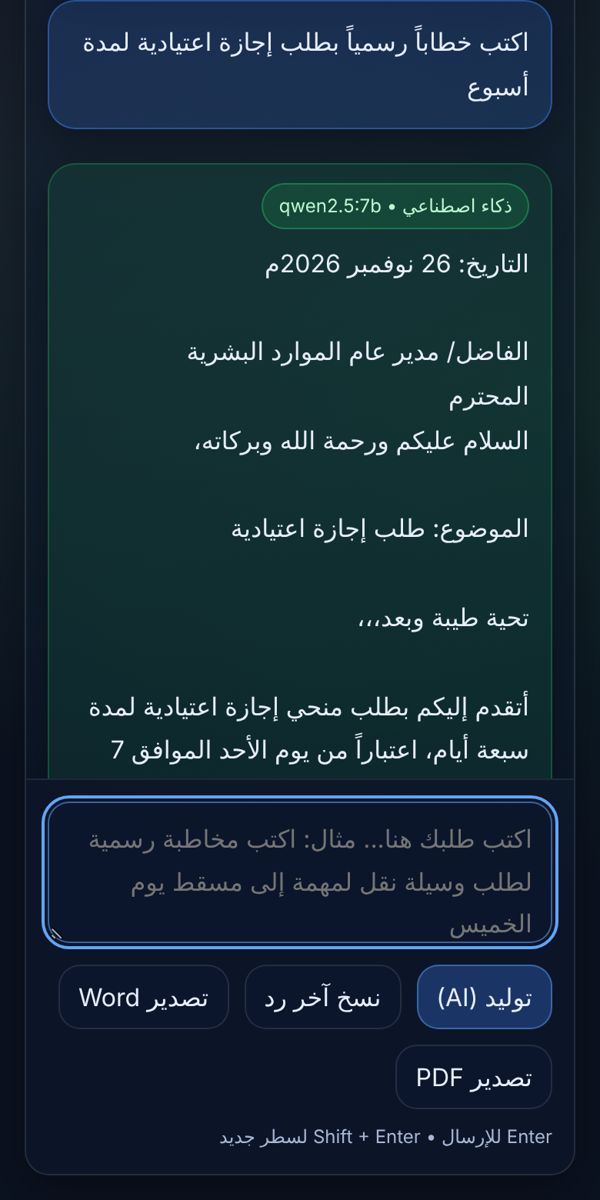 اكتب خطاباً رسمياً بطلب إجازة اعتيادية لمدة
أسبوع
ذكاء اصطناعي • qwen2.5:7b
التاريخ: 26 نوفمبر 2026م
الفاضل/ مدير عام الموارد البشرية
المحترم
السلام عليكم ورحمة الله وبركاته،
الموضوع: طلب إجازة اعتيادية
تحية طيبة وبعد،،،
أتقدم إليكم بطلب منحي إجازة اعتيادية لمدة
سبعة أيام، اعتباراً من يوم الأحد الموافق 7
اكتب طلبك هنا... مثال: اكتب مخاطبة رسمية
لطلب وسيلة نقل لمهمة إلى مسقط يوم
الخميس
توليد (AI)
نسخ آخر رد
تصدير Word
تصدير PDF
Enter للإرسال • Shift + Enter لسطر جديد